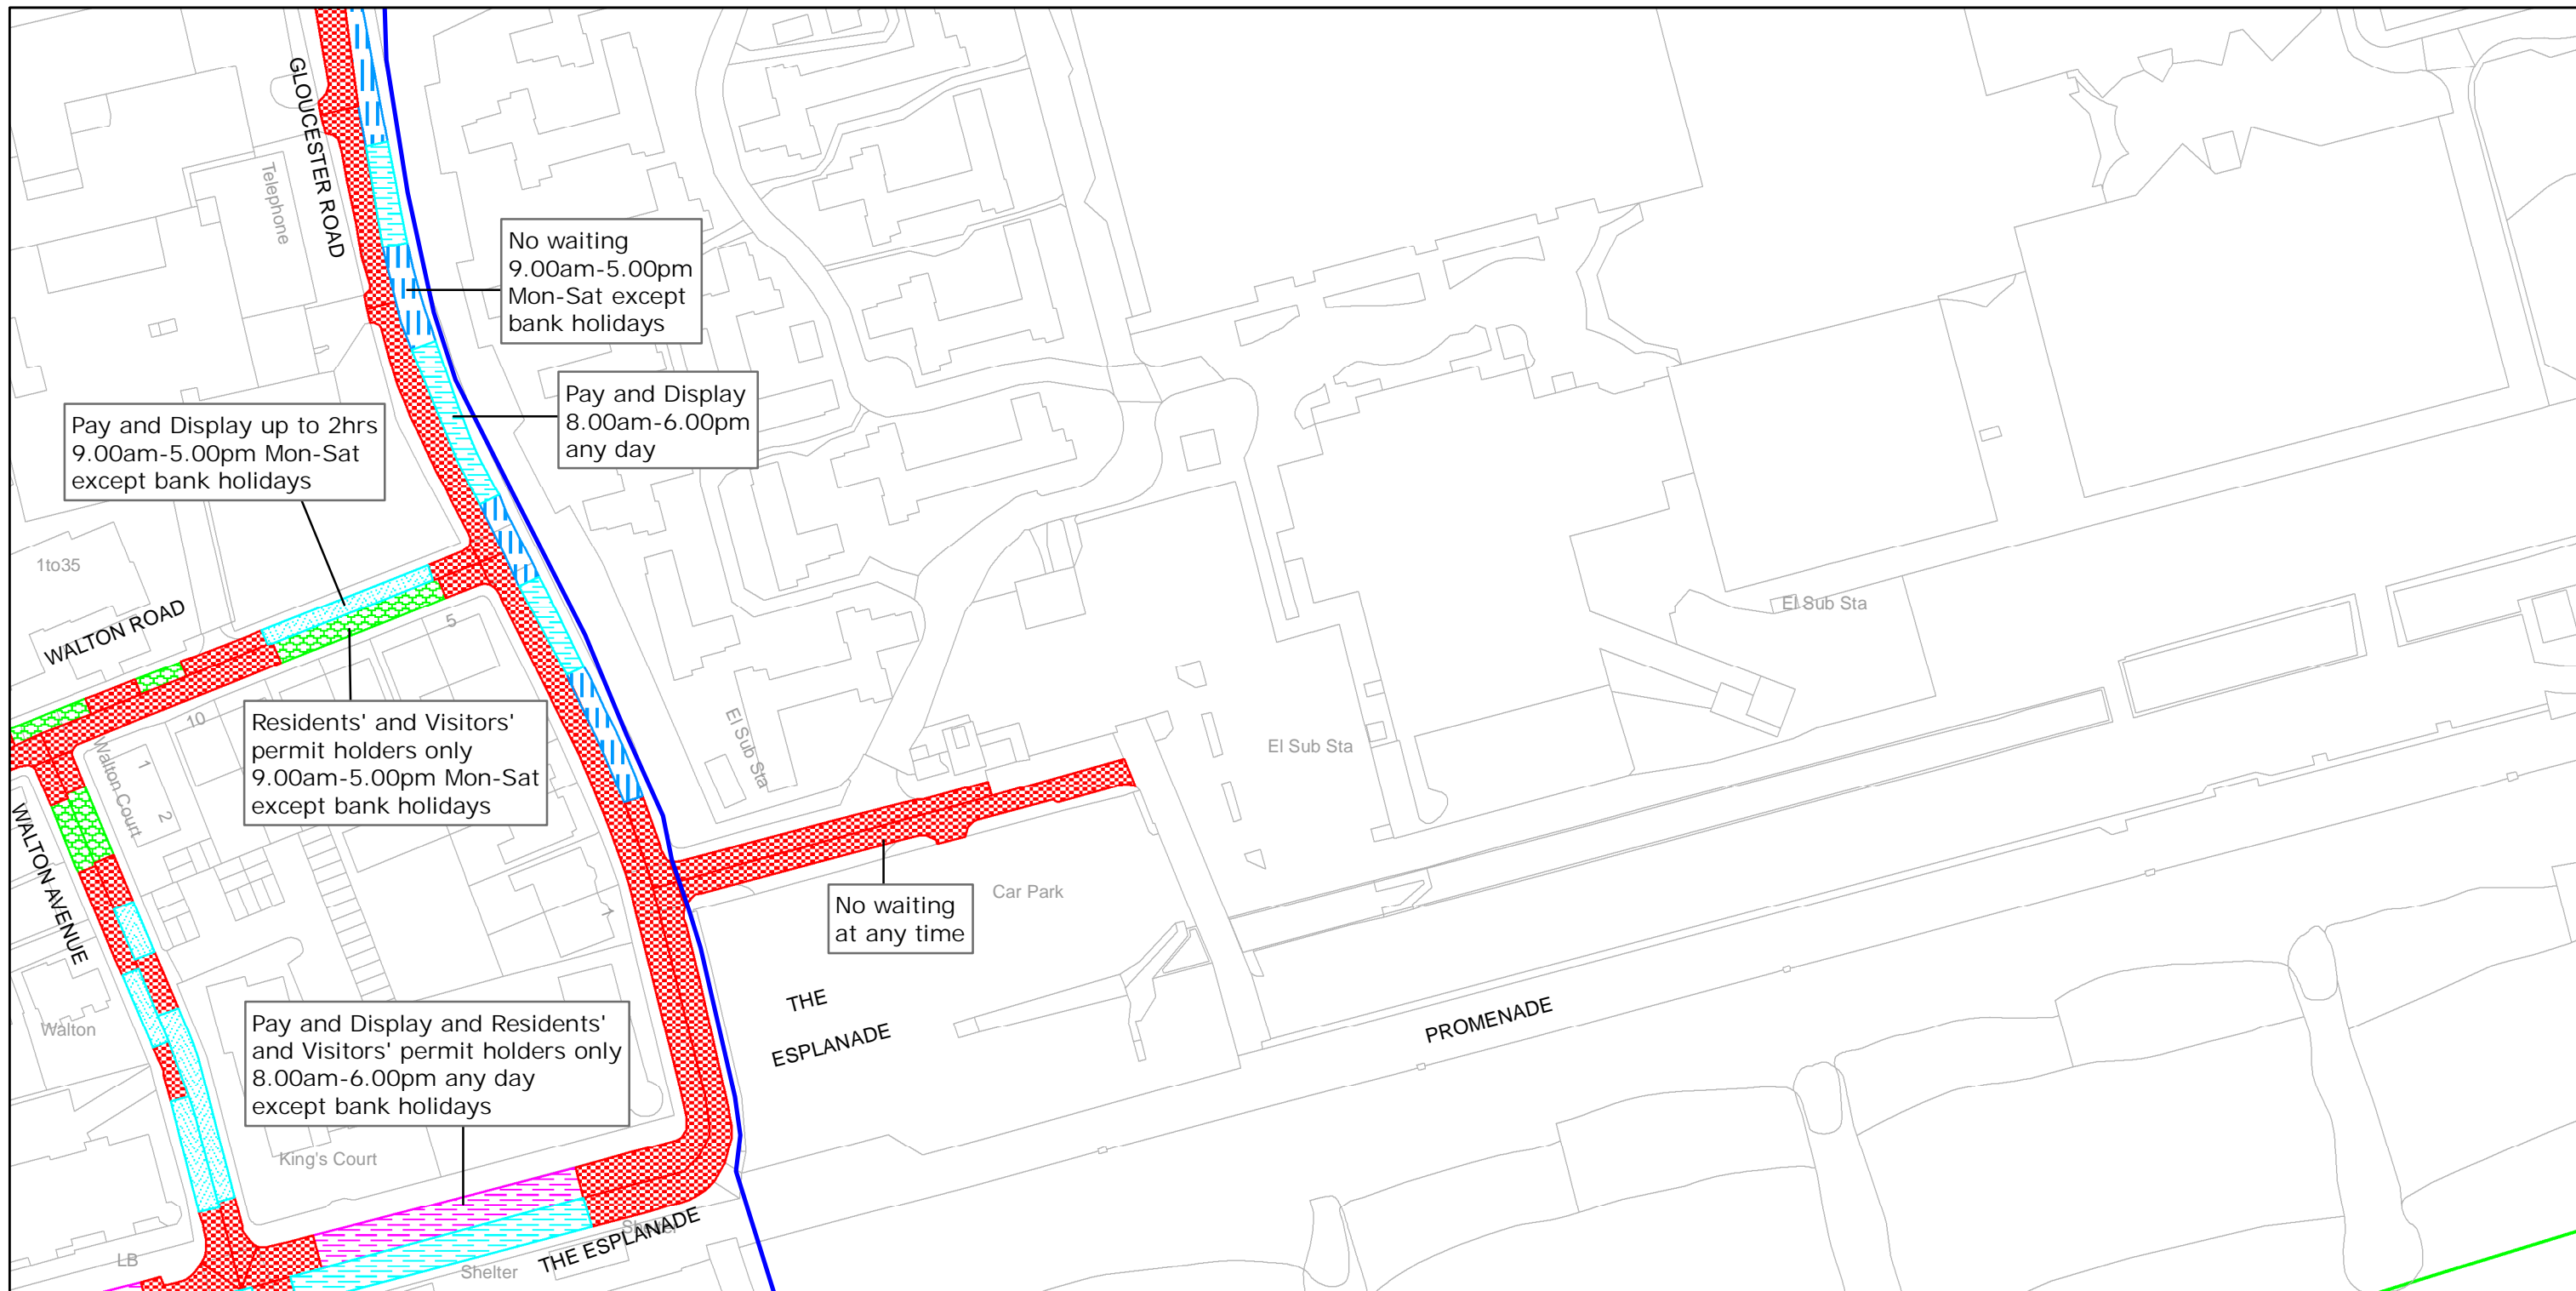 GLOUCESTER ROAD
Telephone
No waiting
9.00am-5.00pm
Mon-Sat except
bank holidays
Pay and Display
8.00am-6.00pm
any day
Pay and Display up to 2hrs
9.00am-5.00pm Mon-Sat
except bank holidays
1to35
WALTON ROAD
El Sub Sta
5
10
Residents' and Visitors'
permit holders only
9.00am-5.00pm Mon-Sat
except bank holidays
Walton Court
1
2
El Sub Sta
El Sub Sta
WALTON AVENUE
Car Park
No waiting
at any time
1
THE
ESPLANADE
PROMENADE
Walton
Pay and Display and Residents'
and Visitors' permit holders only
8.00am-6.00pm any day
except bank holidays
King's Court
Shelter
THE ESPLANADE
LB
Shelter